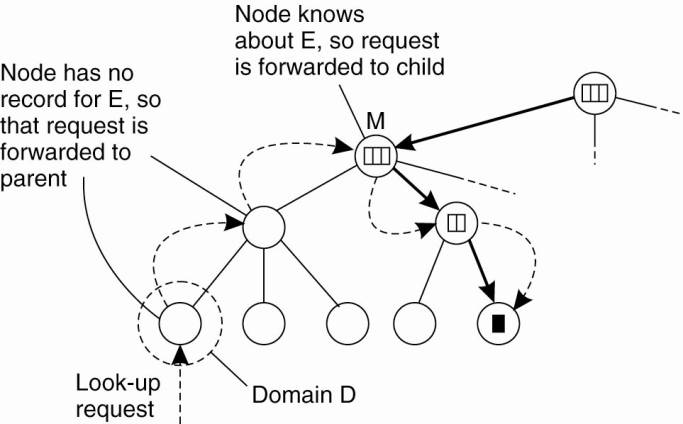 Node knows
about E, so request
is forwarded to child
Node has no
record for E, so
that request is
forwarded to
parent
M
Look-up
request
Domain D